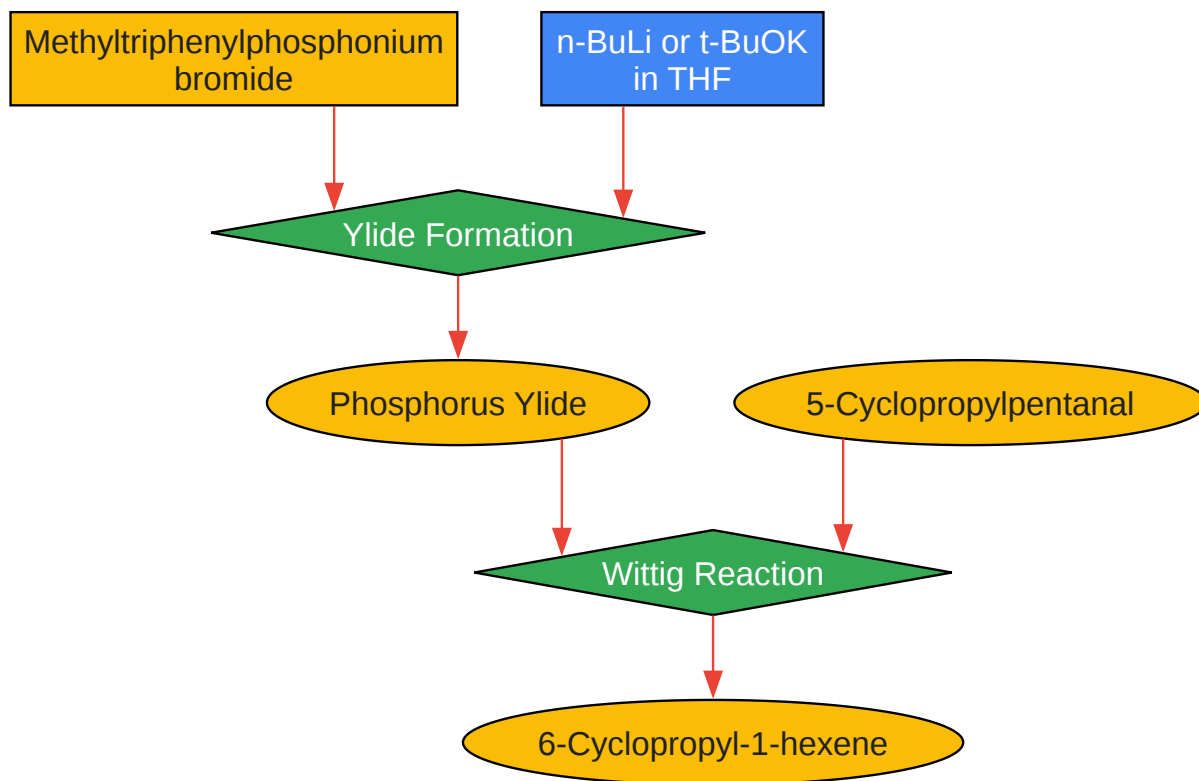 Methyltriphenylphosphonium
bromide
n-BuLi or t-BuOK
in THF
Ylide Formation
Phosphorus Ylide
5-Cyclopropylpentanal
Wittig Reaction
6-Cyclopropyl-1-hexene